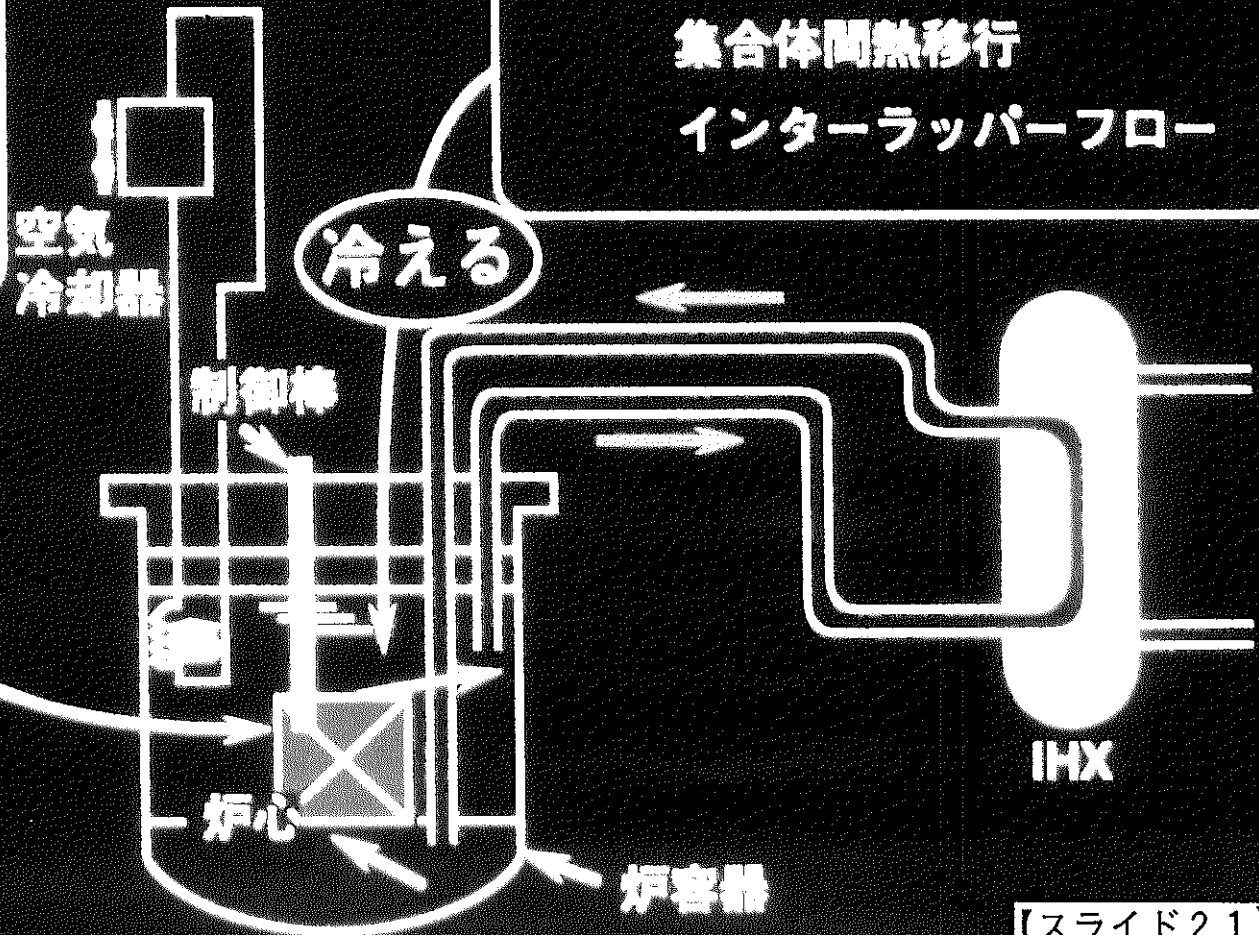 集合体間熱移行
インターラッパーフロー
空気
冷却器
冷える
制御棒
炉心
炉容器
IHX
【スライド21】